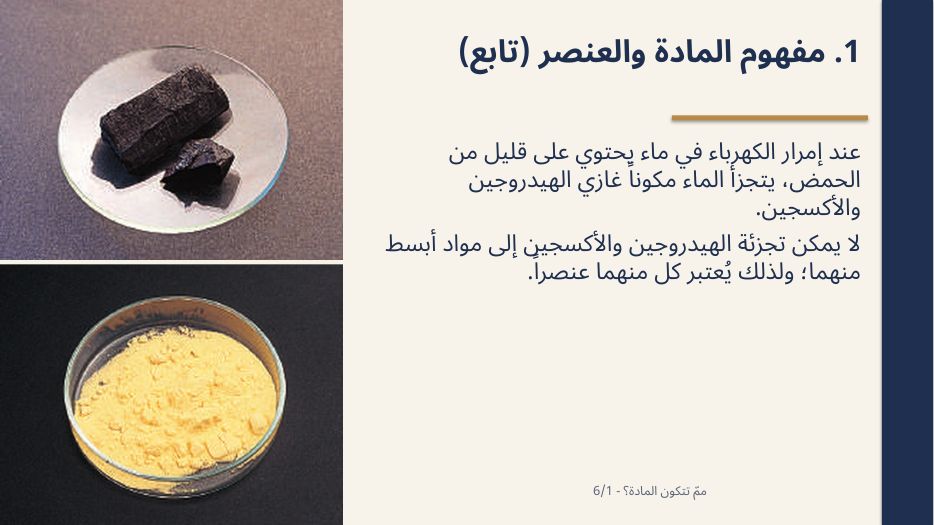 1. مفهوم المادة والعنصر (تابع)
عند إمرار الكهرباء في ماء يحتوي على قليل من
الحمض، يتجزأ الماء مكوناً غازي الهيدروجين
والأكسجين.
لا يمكن تجزئة الهيدروجين والأكسجين إلى مواد أبسط
منهما؛ ولذلك يُعتبر كل منهما عنصراً.
ممّ تتكون المادة؟ - 6/1